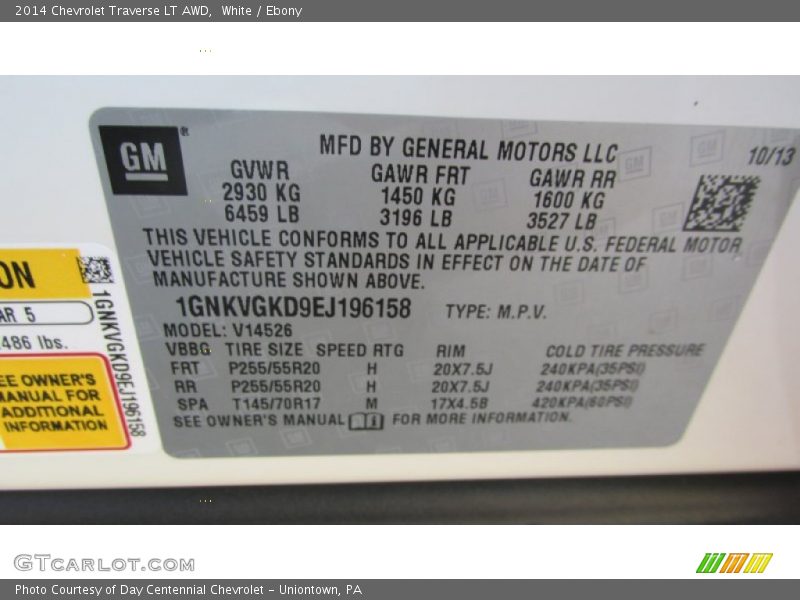 2014 Chevrolet Traverse LT AWD, White / Ebony
GM ®
MFD BY GENERAL MOTORS LLC
10/13
GVWR GAWR FRT GAWR RR
2930 KG 1450 KG 1600 KG
6459 LB 3196 LB 3527 LB
THIS VEHICLE CONFORMS TO ALL APPLICABLE U.S. FEDERAL MOTOR
VEHICLE SAFETY STANDARDS IN EFFECT ON THE DATE OF
MANUFACTURE SHOWN ABOVE.
1GNKVGKD9EJ196158 TYPE: M.P.V.
MODEL: V14526
VBBG TIRE SIZE SPEED RTG RIM COLD TIRE PRESSURE
FRT P255/55R20 H 20X7.5J 240KPA(35PSI)
RR P255/55R20 H 20X7.5J 240KPA(35PSI)
SPA T145/70R17 M 17X4.5B 420KPA(60PSI)
SEE OWNER'S MANUAL FOR MORE INFORMATION.
ON
AR 5
486 lbs.
EE OWNER'S
MANUAL FOR
ADDITIONAL
INFORMATION
1GNKVGKD9EJ196158
GTCARLOT.COM
Photo Courtesy of Day Centennial Chevrolet - Uniontown, PA